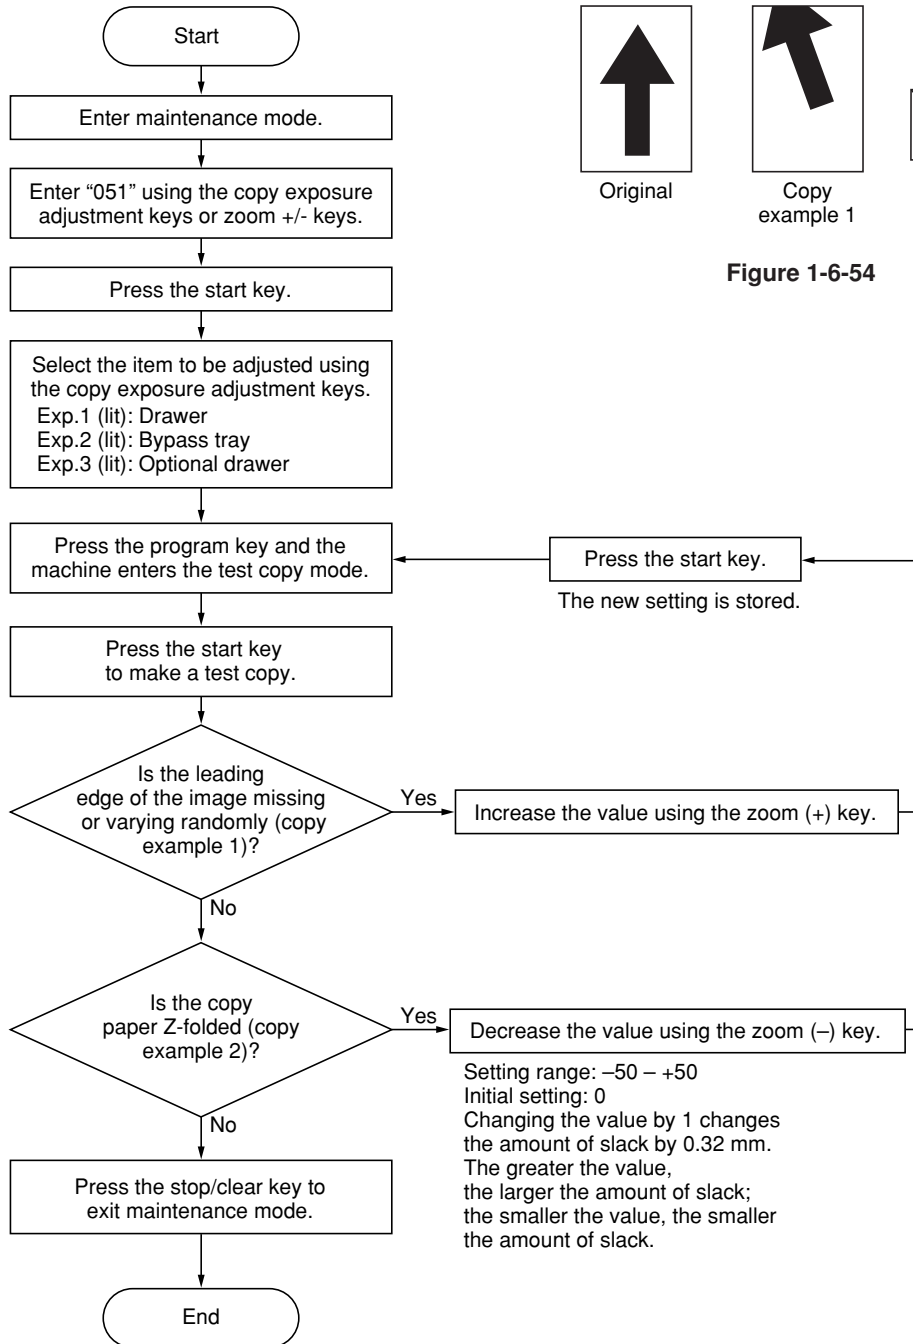 Start
Enter maintenance mode.
Enter “051” using the copy exposure
adjustment keys or zoom +/- keys.
Press the start key.
Select the item to be adjusted using
the copy exposure adjustment keys.
Exp.1 (lit): Drawer
Exp.2 (lit): Bypass tray
Exp.3 (lit): Optional drawer
Press the program key and the
machine enters the test copy mode.
Press the start key
to make a test copy.
Is the leading
edge of the image missing
or varying randomly (copy
example 1)?
Yes
Increase the value using the zoom (+) key.
No
Is the copy
paper Z-folded (copy
example 2)?
Yes
Decrease the value using the zoom (–) key.
Setting range: –50 – +50
Initial setting: 0
Changing the value by 1 changes
the amount of slack by 0.32 mm.
The greater the value,
the larger the amount of slack;
the smaller the value, the smaller
the amount of slack.
No
Press the stop/clear key to
exit maintenance mode.
End
Press the start key.
The new setting is stored.
Original
Copy
example 1
Figure 1-6-54